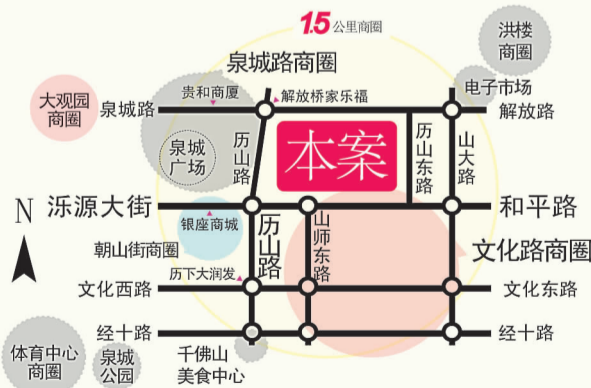 1.5公里商圈
洪楼
商圈
泉城路商圈
电子市场
大观园
商圈
泉城路
贵和商厦
解放桥家乐福
解放路
泉城
广场
历山路
本案
历山东路
山大路
N
泺源大街
和平路
银座商城
历山路
山师东路
朝山街商圈
文化路商圈
历下大润发
文化西路
文化东路
经十路
经十路
体育中心
商圈
泉城
公园
千佛山
美食中心